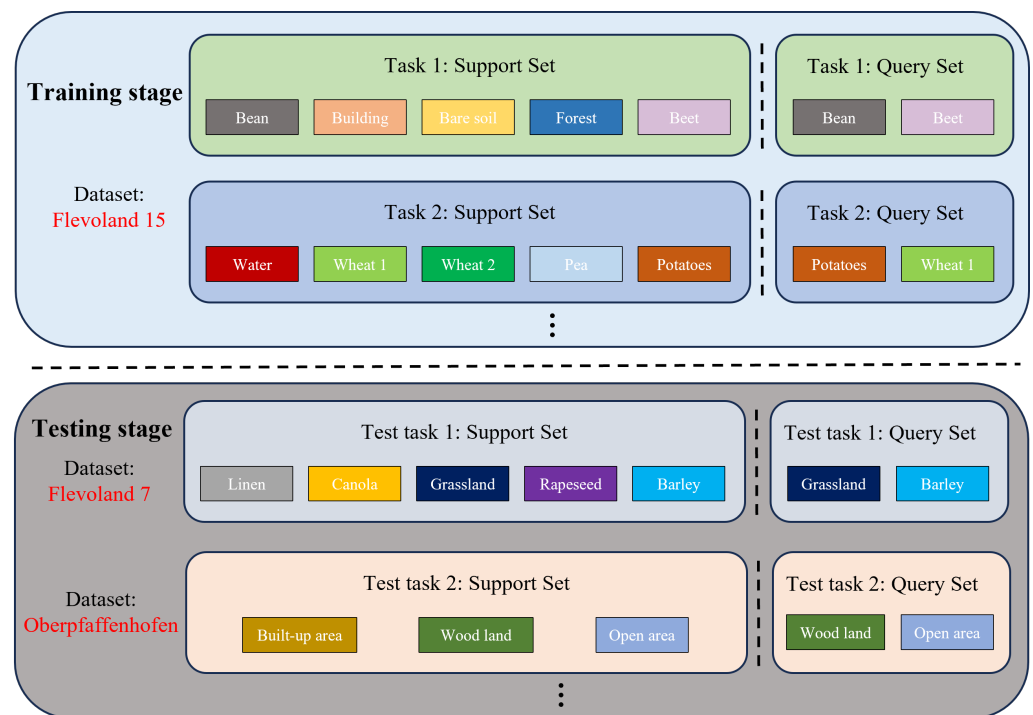 Training stage
Dataset:
Flevoland 15
Task 1: Support Set
Bean Building Bare soil Forest Beet
Task 1: Query Set
Bean Beet
Task 2: Support Set
Water Wheat 1 Wheat 2 Pea Potatoes
Task 2: Query Set
Potatoes Wheat 1
Testing stage
Dataset:
Flevoland 7
Test task 1: Support Set
Linen Canola Grassland Rapeseed Barley
Test task 1: Query Set
Grassland Barley
Dataset:
Oberpfaffenhofen
Test task 2: Support Set
Built-up area Wood land Open area
Test task 2: Query Set
Wood land Open area